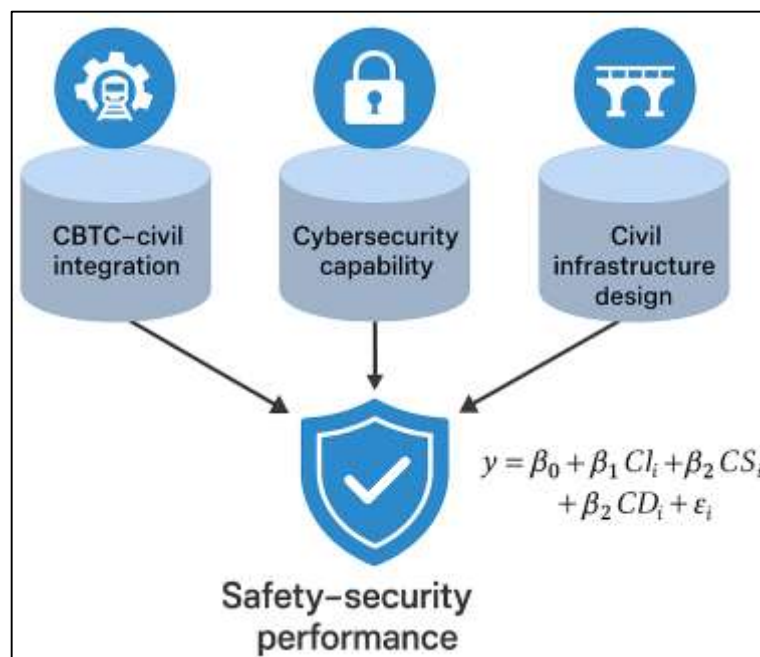 CBTC–civil
integration
Cybersecurity
capability
Civil
infrastructure
design
y = β₀ + β₁ CIᵢ + β₂ CSᵢ
+ β₂ CDᵢ + εᵢ
Safety–security
performance